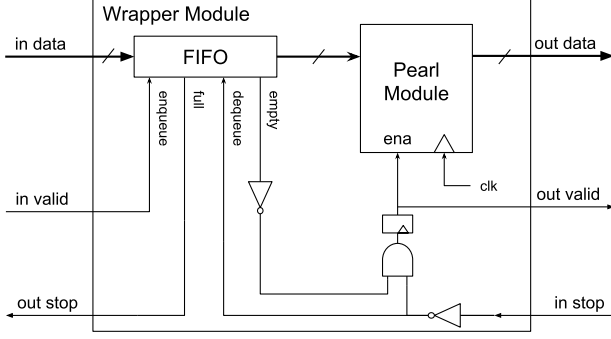 Wrapper Module
in data
FIFO
out data
Pearl
Module
enqueue
full
dequeue
empty
ena
clk
in valid
out valid
out stop
in stop